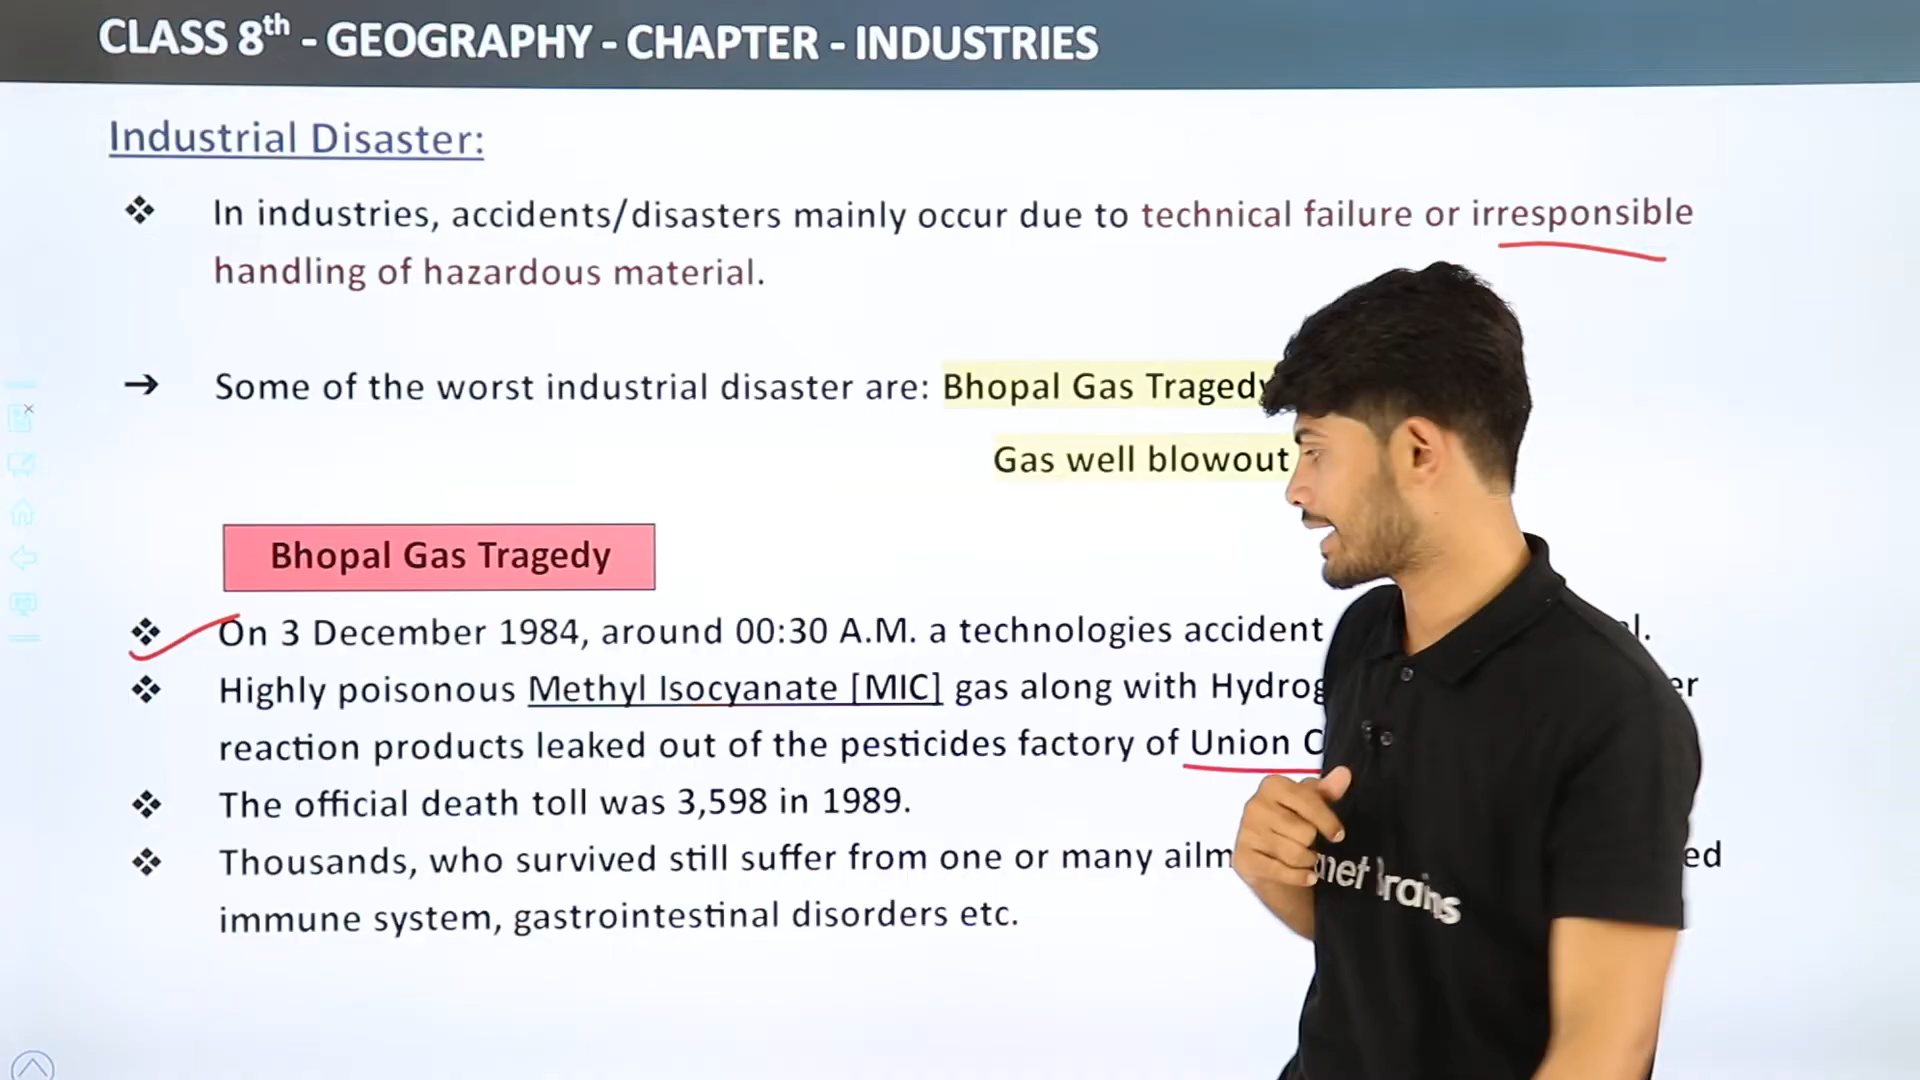 CLASS 8th - GEOGRAPHY - CHAPTER - INDUSTRIES
Industrial Disaster:
❖ In industries, accidents/disasters mainly occur due to technical failure or irresponsible
handling of hazardous material.
➔ Some of the worst industrial disaster are: Bhopal Gas Tragedy
Gas well blowout
Bhopal Gas Tragedy
❖ On 3 December 1984, around 00:30 A.M. a technologies accident
❖ Highly poisonous Methyl Isocyanate [MIC] gas along with
reaction products leaked out of the pesticides factory of Union
❖ The official death toll was 3,598 in 1989.
❖ Thousands, who survived still suffer from one or many
immune system, gastrointestinal disorders etc.
Brains